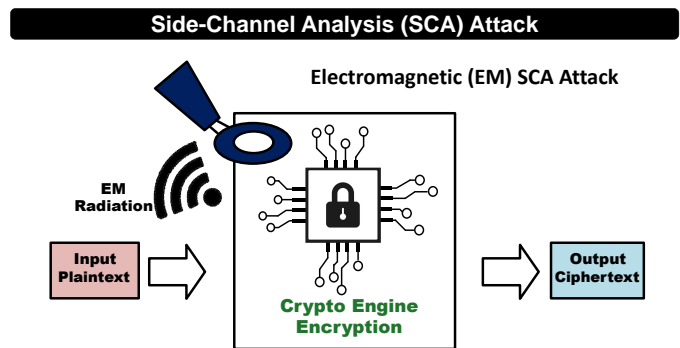 Side-Channel Analysis (SCA) Attack
Electromagnetic (EM) SCA Attack
EM
Radiation
Input
Plaintext
Crypto Engine
Encryption
Output
Ciphertext